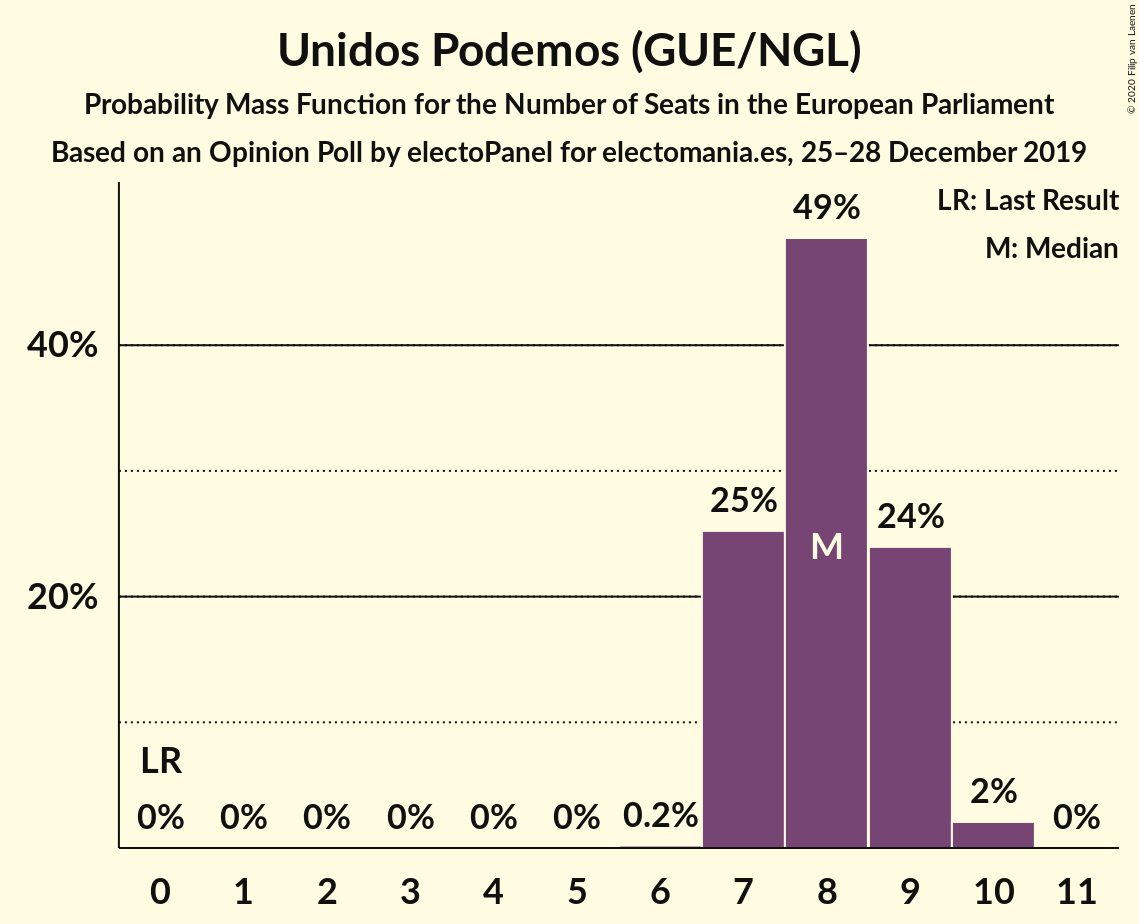 Unidos Podemos (GUE/NGL)
Probability Mass Function for the Number of Seats in the European Parliament
Based on an Opinion Poll by electoPanel for electomania.es, 25–28 December 2019
© 2020 Filip van Laenen
LR: Last Result
M: Median
49%
40%
25%
24%
M
20%
LR
0% 0% 0% 0% 0% 0% 0.2% 2% 0%
0 1 2 3 4 5 6 7 8 9 10 11